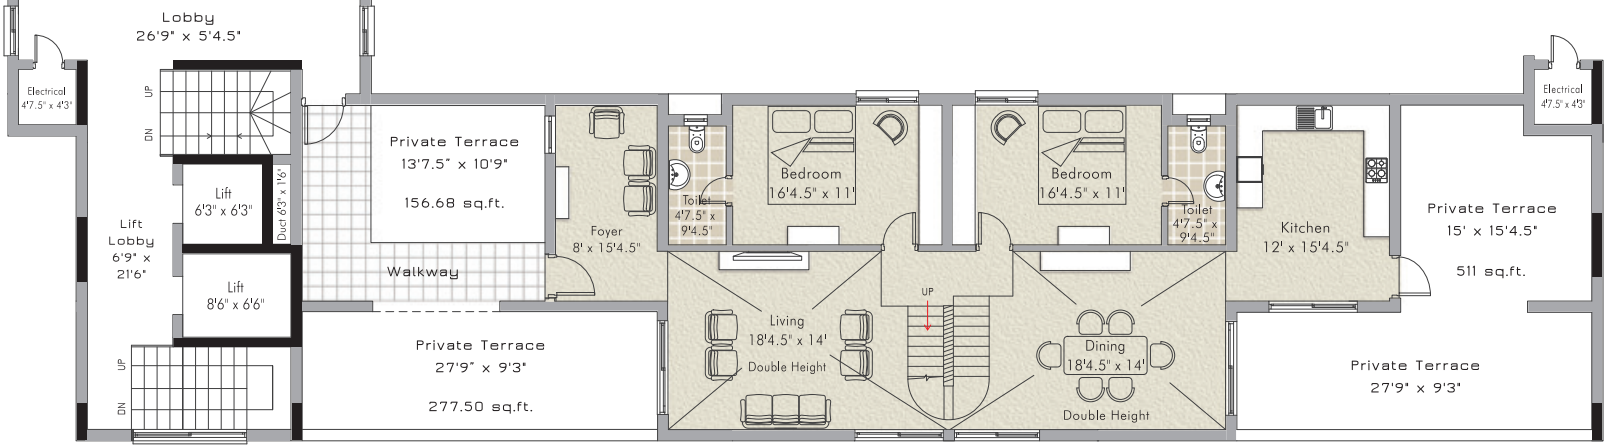 Lobby
26'9" x 5'4.5"
Electrical
4'7.5" x 4'3"
UP
DN
Lift
6'3" x 6'3"
Duct 6'3" x 1'6"
Lift
Lobby
6'9" x
21'6"
Lift
8'6" x 6'6"
UP
DN
Private Terrace
13'7.5" x 10'9"
156.68 sq.ft.
Walkway
Private Terrace
27'9" x 9'3"
277.50 sq.ft.
Foyer
8' x 15'4.5"
Toilet
4'7.5" x
9'4.5"
Bedroom
16'4.5" x 11'
Living
18'4.5" x 14'
Double Height
UP
Bedroom
16'4.5" x 11'
Toilet
4'7.5" x
9'4.5"
Dining
18'4.5" x 14'
Double Height
Kitchen
12' x 15'4.5"
Electrical
4'7.5" x 4'3"
Private Terrace
15' x 15'4.5"
511 sq.ft.
Private Terrace
27'9" x 9'3"